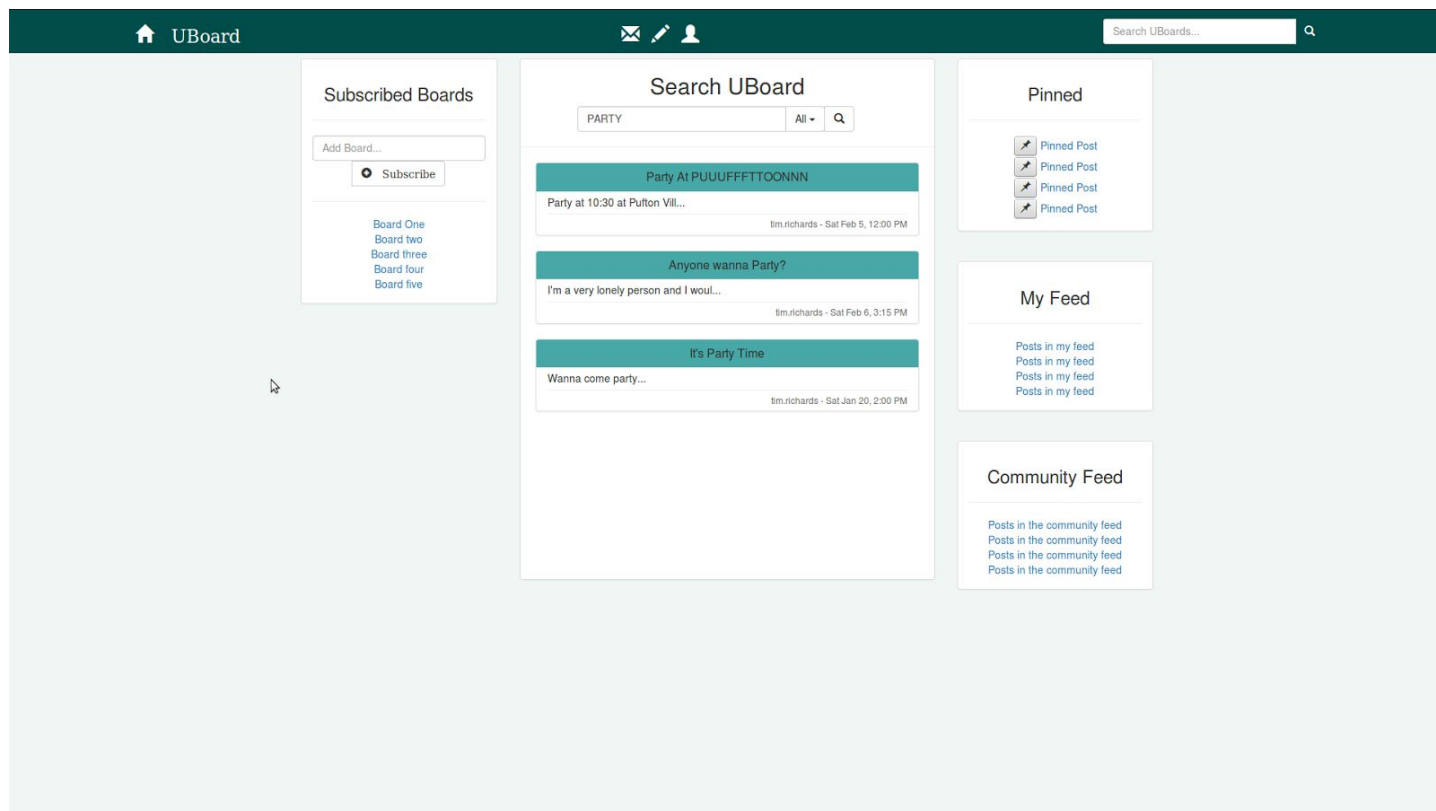 UBoard
Search UBoards...
Subscribed Boards
Add Board...
Subscribe
Board One
Board two
Board three
Board four
Board five
Search UBoard
PARTY All
Party At PUUUFFFTTOONNN
Party at 10:30 at Pufton Vill...
tim.richards - Sat Feb 5, 12:00 PM
Anyone wanna Party?
I'm a very lonely person and I woul...
tim.richards - Sat Feb 6, 3:15 PM
It's Party Time
Wanna come party...
tim.richards - Sat Jan 20, 2:00 PM
Pinned
Pinned Post
Pinned Post
Pinned Post
Pinned Post
My Feed
Posts in my feed
Posts in my feed
Posts in my feed
Posts in my feed
Community Feed
Posts in the community feed
Posts in the community feed
Posts in the community feed
Posts in the community feed